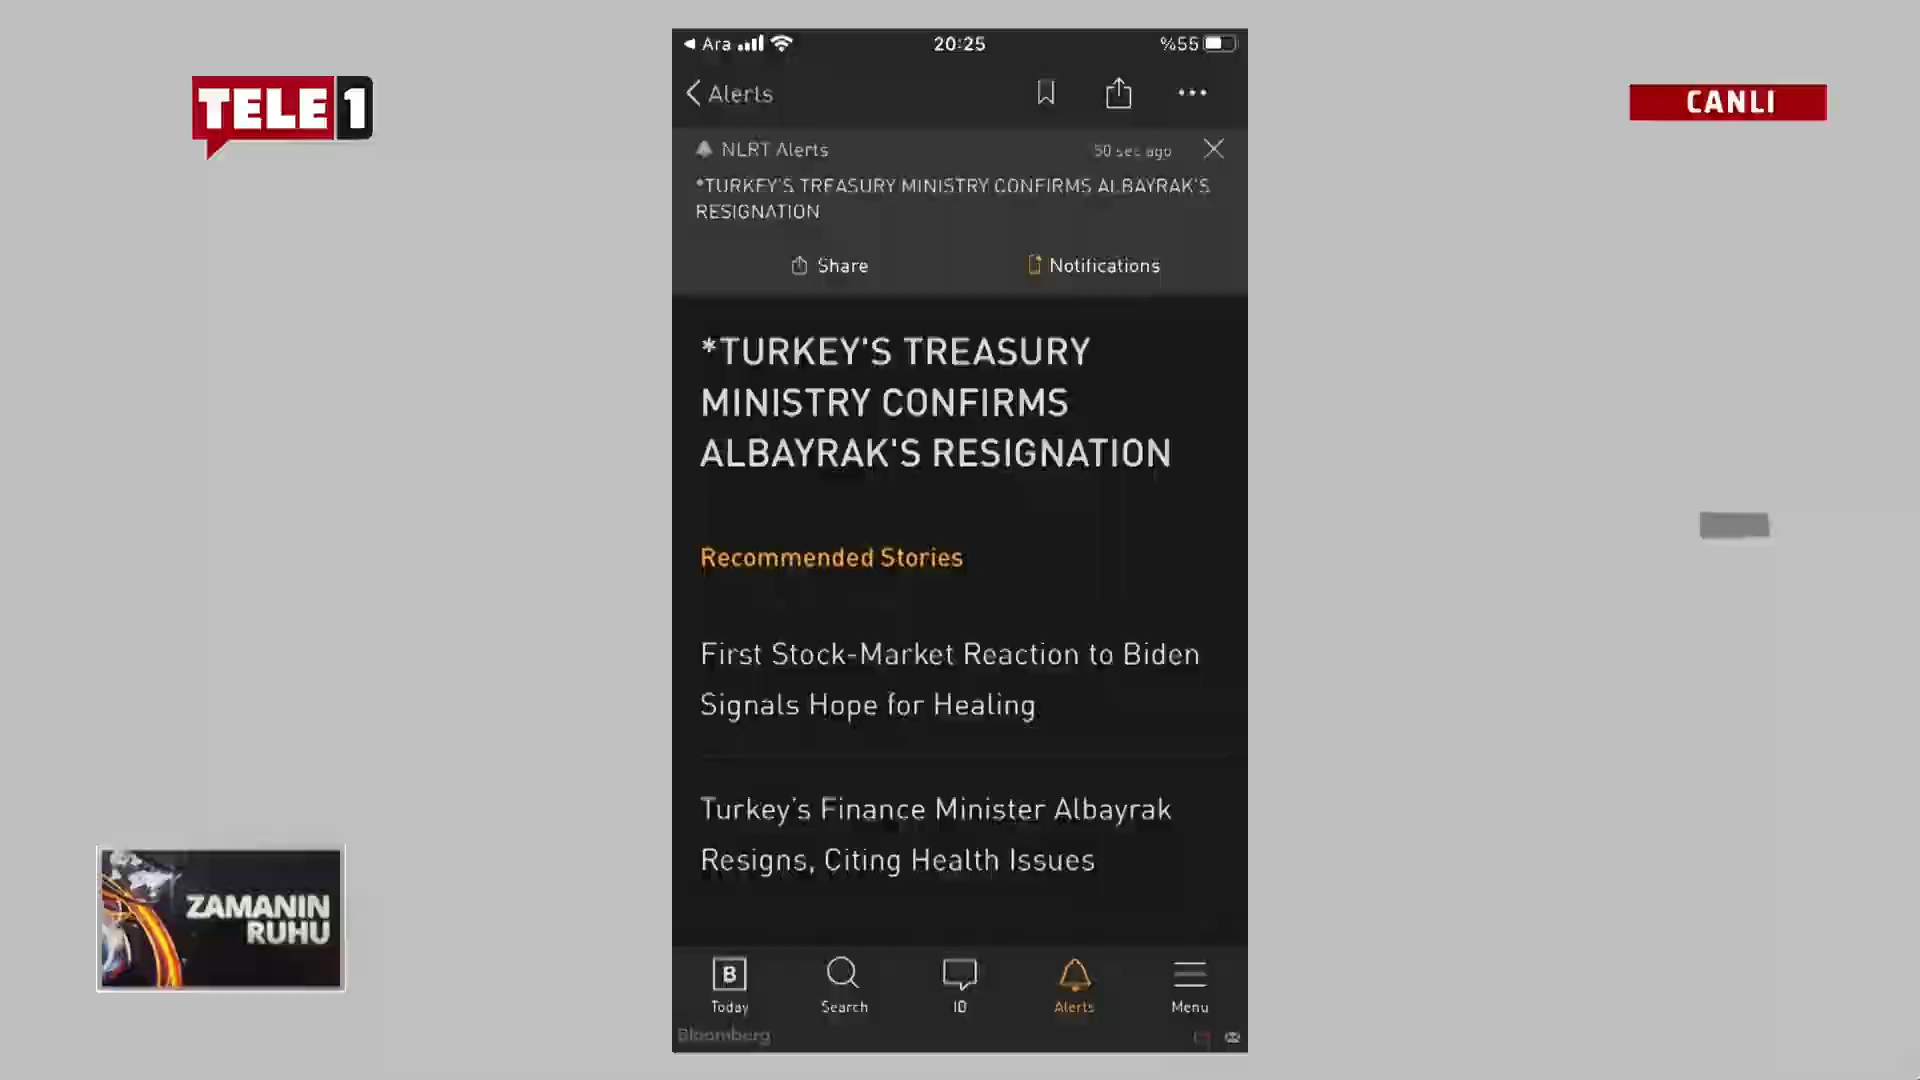 TELE 1
CANLI
Ara
20:25
%55
Alerts
NLRT Alerts
50 sec ago
*TURKEY'S TREASURY MINISTRY CONFIRMS ALBAYRAK'S
RESIGNATION
Share
Notifications
*TURKEY'S TREASURY
MINISTRY CONFIRMS
ALBAYRAK'S RESIGNATION
Recommended Stories
First Stock-Market Reaction to Biden
Signals Hope for Healing
Turkey's Finance Minister Albayrak
Resigns, Citing Health Issues
ZAMANIN
RUHU
B
Today
Search
IB
Alerts
Menu
Bloomberg